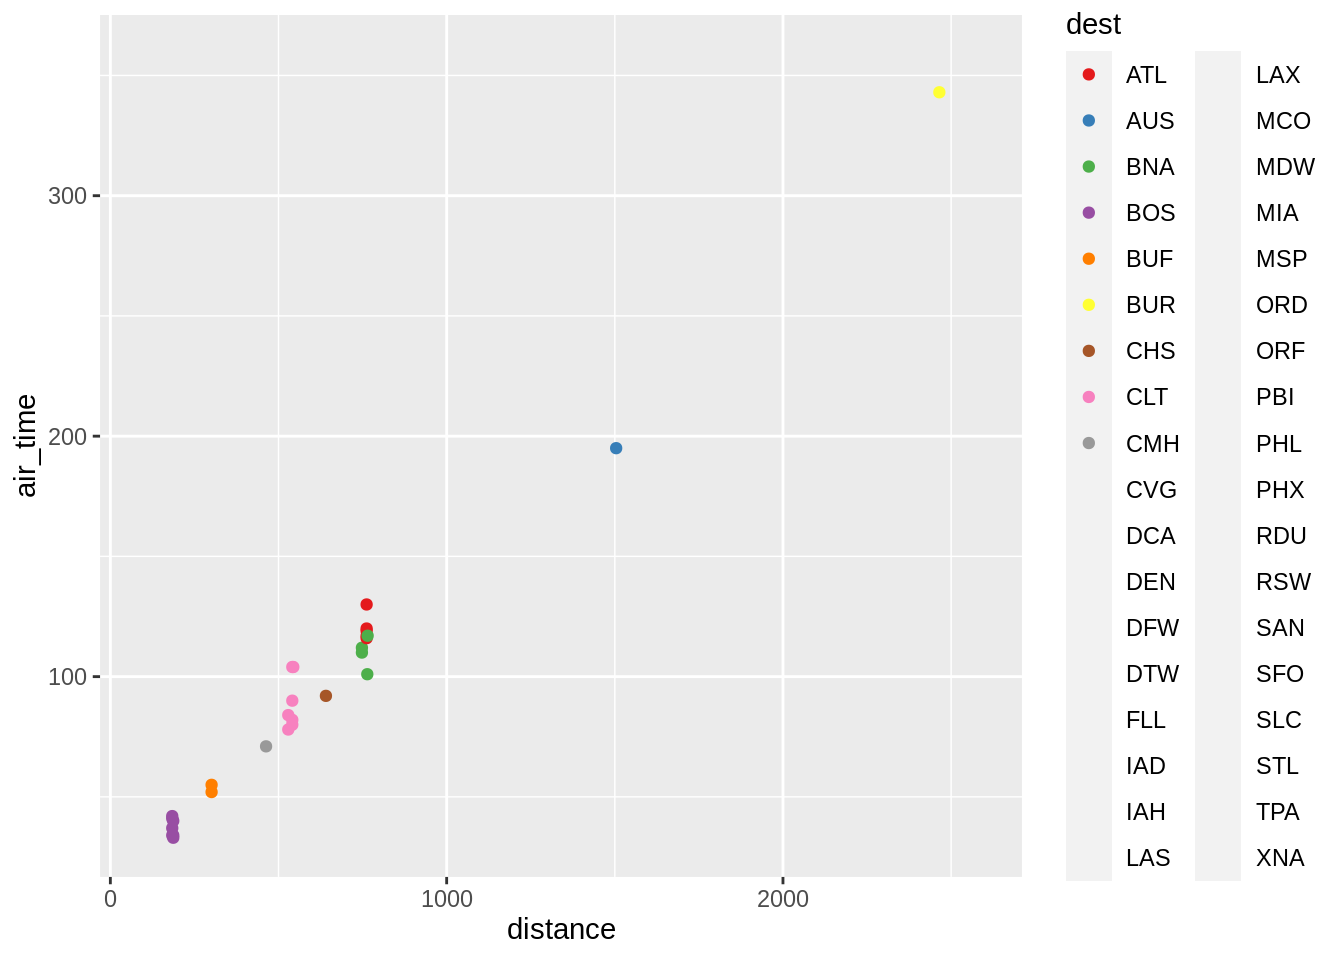 dest
ATL
AUS
BNA
BOS
BUF
BUR
CHS
CLT
CMH
CVG
DCA
DEN
DFW
DTW
FLL
IAD
IAH
LAS
LAX
MCO
MDW
MIA
MSP
ORD
ORF
PBI
PHL
PHX
RDU
RSW
SAN
SFO
SLC
STL
TPA
XNA
air_time
300
200
100
0
1000
2000
distance